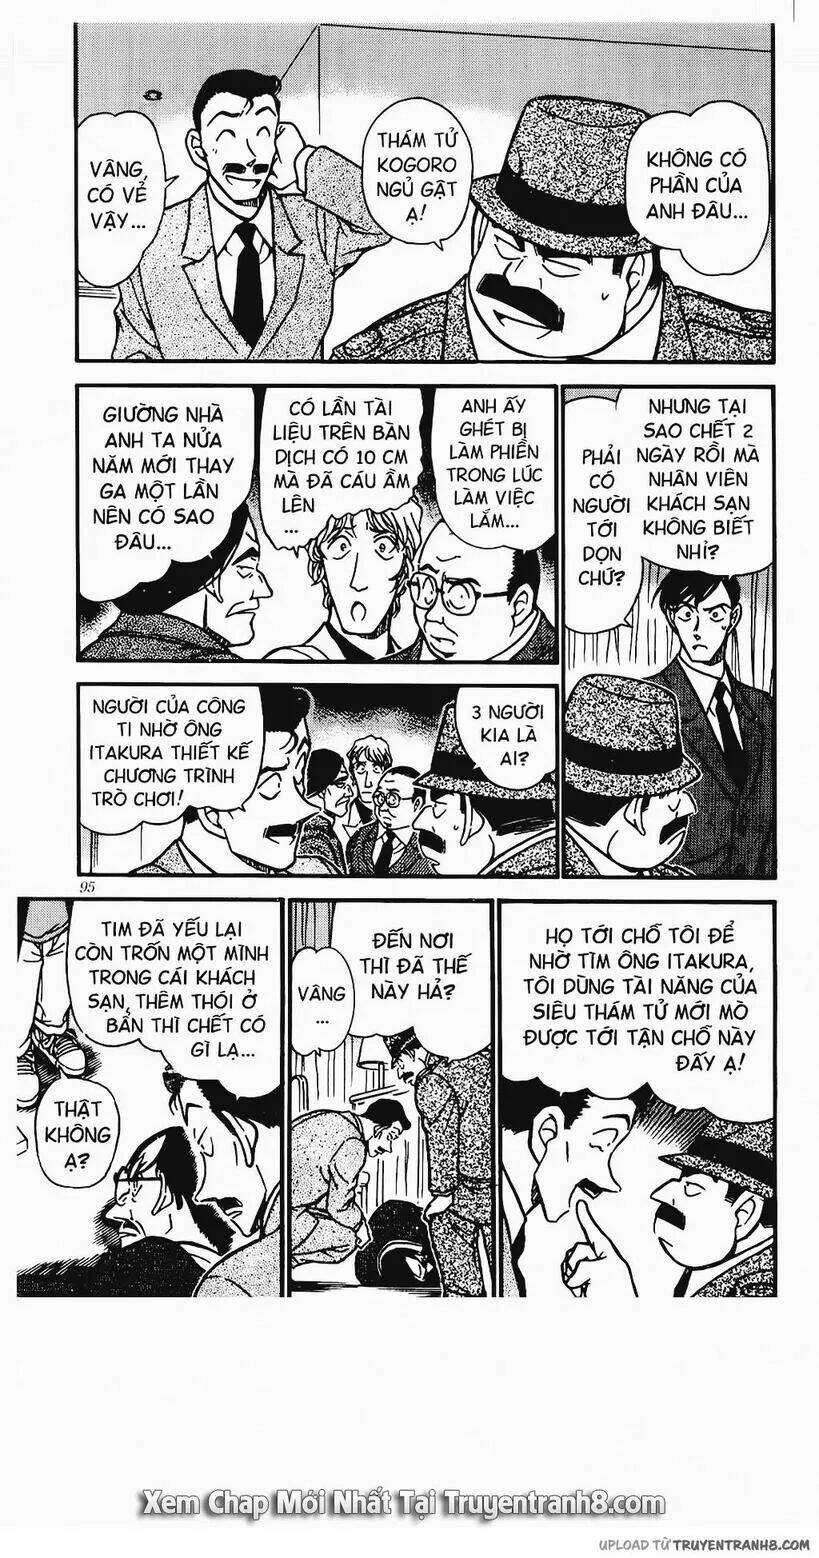 KHÔNG CÓ
PHẦN CỦA
ANH ĐÂU...
THÁM TỬ
KOGORO
NGỦ GẬT
Ạ!
VÂNG,
CÓ VẺ
VẬY...
NHƯNG TẠI
SAO CHẾT 2
NGÀY RỒI MÀ
NHÂN VIÊN
KHÁCH SẠN
KHÔNG BIẾT
NHỈ?
PHẢI
CÓ
NGƯỜI
TỚI
DỌN
CHỨ?
ANH ẤY
GHÉT BỊ
LÀM PHIỀN
TRONG LÚC
LÀM VIỆC
LẮM...
CÓ LẦN TÀI
LIỆU TRÊN BÀN
DỊCH CÓ 10 CM
MÀ ĐÃ CÁU ẦM
LÊN
...
GIƯỜNG NHÀ
ANH TA NỬA
NĂM MỚI THAY
GA MỘT LẦN
NÊN CÓ SAO
ĐÂU...
3 NGƯỜI
KIA LÀ
AI?
NGƯỜI CỦA CÔNG
TI NHỜ ÔNG
ITAKURA THIẾT KẾ
CHƯƠNG TRÌNH
TRÒ CHƠI!
95
HỌ TỚI CHỖ TÔI ĐỂ
NHỜ TÌM ÔNG ITAKURA,
TÔI DÙNG TÀI NĂNG CỦA
SIÊU THÁM TỬ MỚI MÒ
ĐƯỢC TỚI TẬN CHỖ NÀY
ĐẤY Ạ!
ĐẾN NƠI
THÌ ĐÃ THẾ
NÀY HẢ?
VÂNG
...
TIM ĐÃ YẾU LẠI
CÒN TRỐN MỘT MÌNH
TRONG CÁI KHÁCH
SẠN, THÊM THÓI Ở
BẨN THÌ CHẾT CÓ
GÌ LẠ...
THẬT
KHÔNG
Ạ?
Xem Chap Mới Nhất Tại Truyentranh8.com
UPLOAD TỪ TRUYENTRANH8.COM